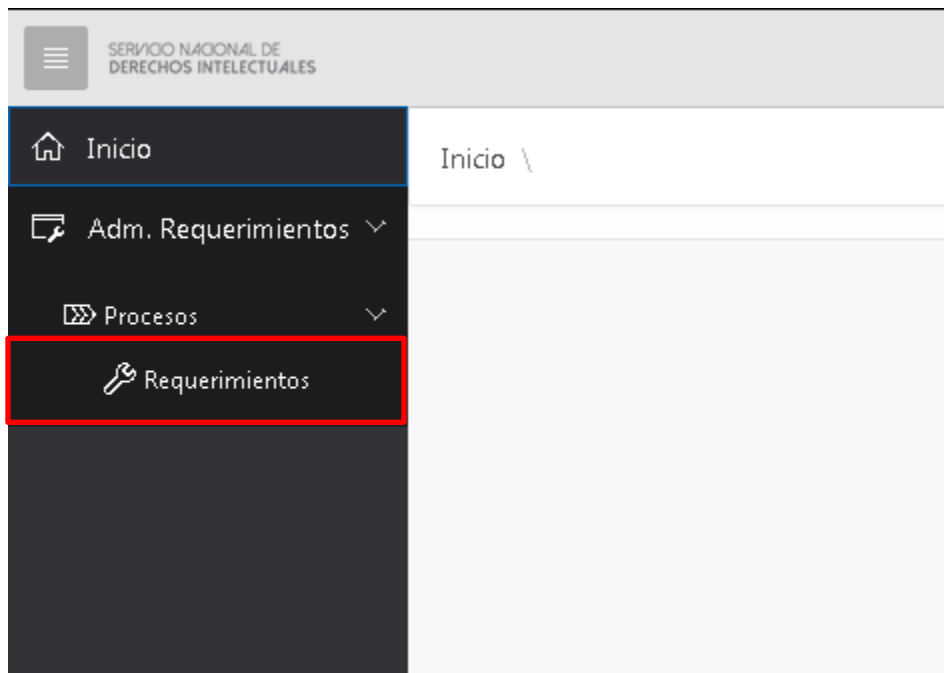 SERVICIO NACIONAL DE
DERECHOS INTELECTUALES
Inicio
Inicio \
Adm. Requerimientos
Procesos
Requerimientos